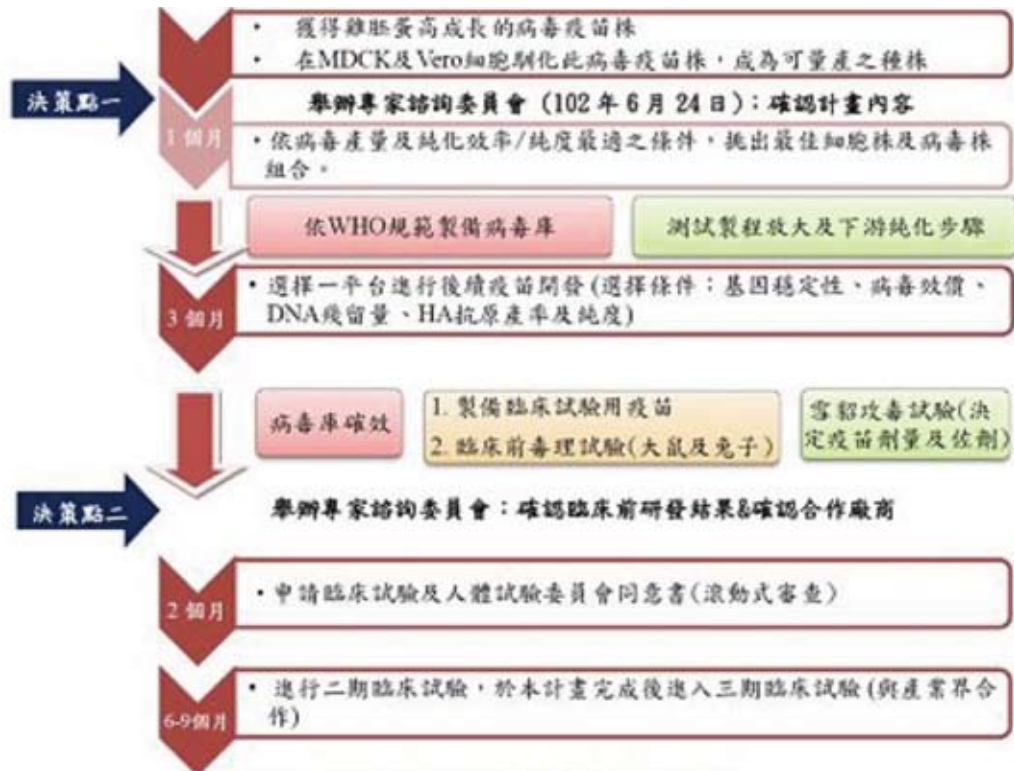 • 獲得雞胚蛋高成長的病毒疫苗株
• 在MDCK及Vero細胞馴化此病毒疫苗株，成為可量產之種株
決策點一
舉辦專家諮詢委員會（102年6月24日）：確認計畫內容
1 個月
• 依病毒產量及純化效率/純度最適之條件，挑出最佳細胞株及病毒株
組合。
依WHO規範製備病毒庫
測試製程放大及下游純化步驟
3 個月
• 選擇一平台進行後續疫苗開發(選擇條件：基因穩定性、病毒效價、
DNA殘留量、HA抗原產率及純度)
病毒庫確效
1. 製備臨床試驗用疫苗
2. 臨床前毒理試驗(大鼠及兔子)
雪貂攻毒試驗(決
定疫苗劑量及佐劑)
決策點二
舉辦專家諮詢委員會：確認臨床前研發結果&確認合作廠商
2 個月
• 申請臨床試驗及人體試驗委員會同意書(滾動式審查)
6-9個月
• 進行二期臨床試驗，於本計畫完成後進入三期臨床試驗(與產業界合
作)